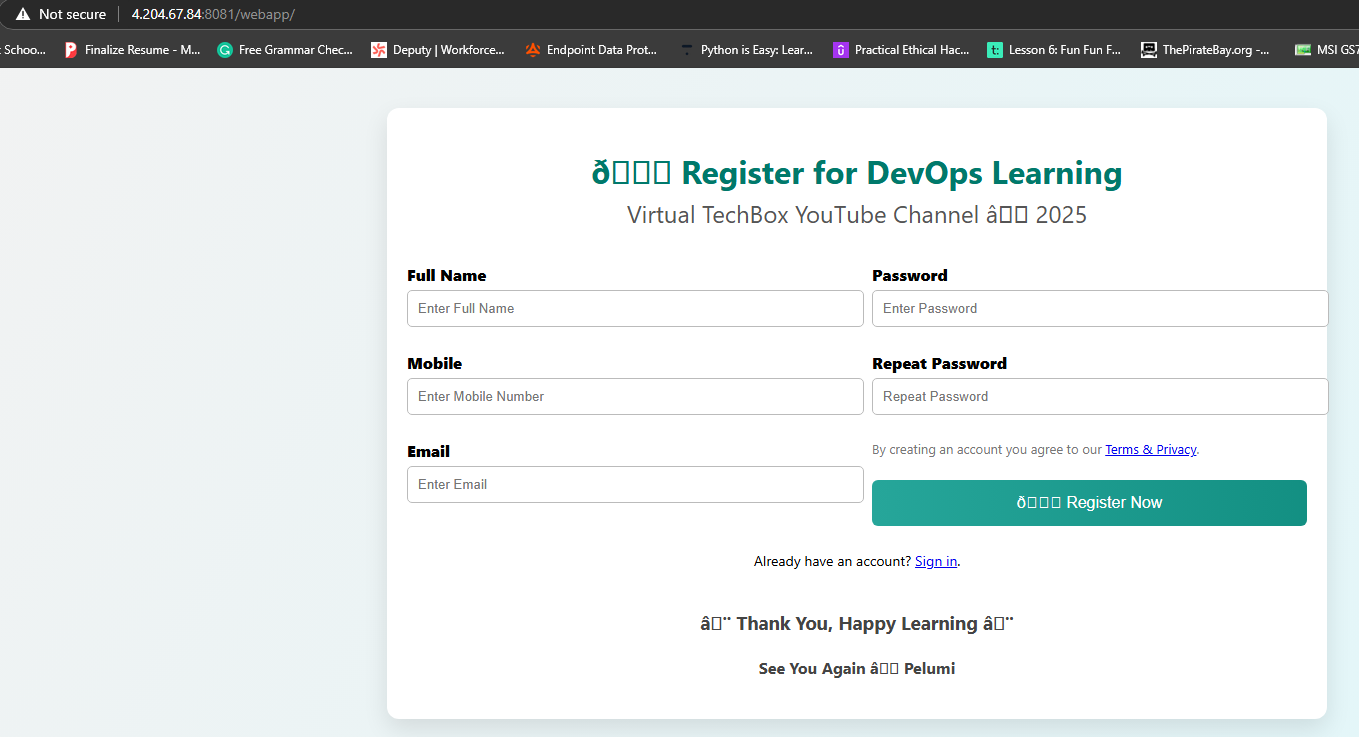 Not secure 4.204.67.84:8081/webapp/
Schoo... Finalize Resume - M... Free Grammar Chec... Deputy | Workforce... Endpoint Data Prot... Python is Easy: Lear... Practical Ethical Hac... Lesson 6: Fun Fun F... ThePirateBay.org -... MSI GS7
ð Register for DevOps Learning
Virtual TechBox YouTube Channel â 2025
Full Name
Password
Enter Full Name
Enter Password
Mobile
Repeat Password
Enter Mobile Number
Repeat Password
Email
By creating an account you agree to our Terms & Privacy.
Enter Email
ð Register Now
Already have an account? Sign in.
â¨ Thank You, Happy Learning â¨
See You Again â Pelumi